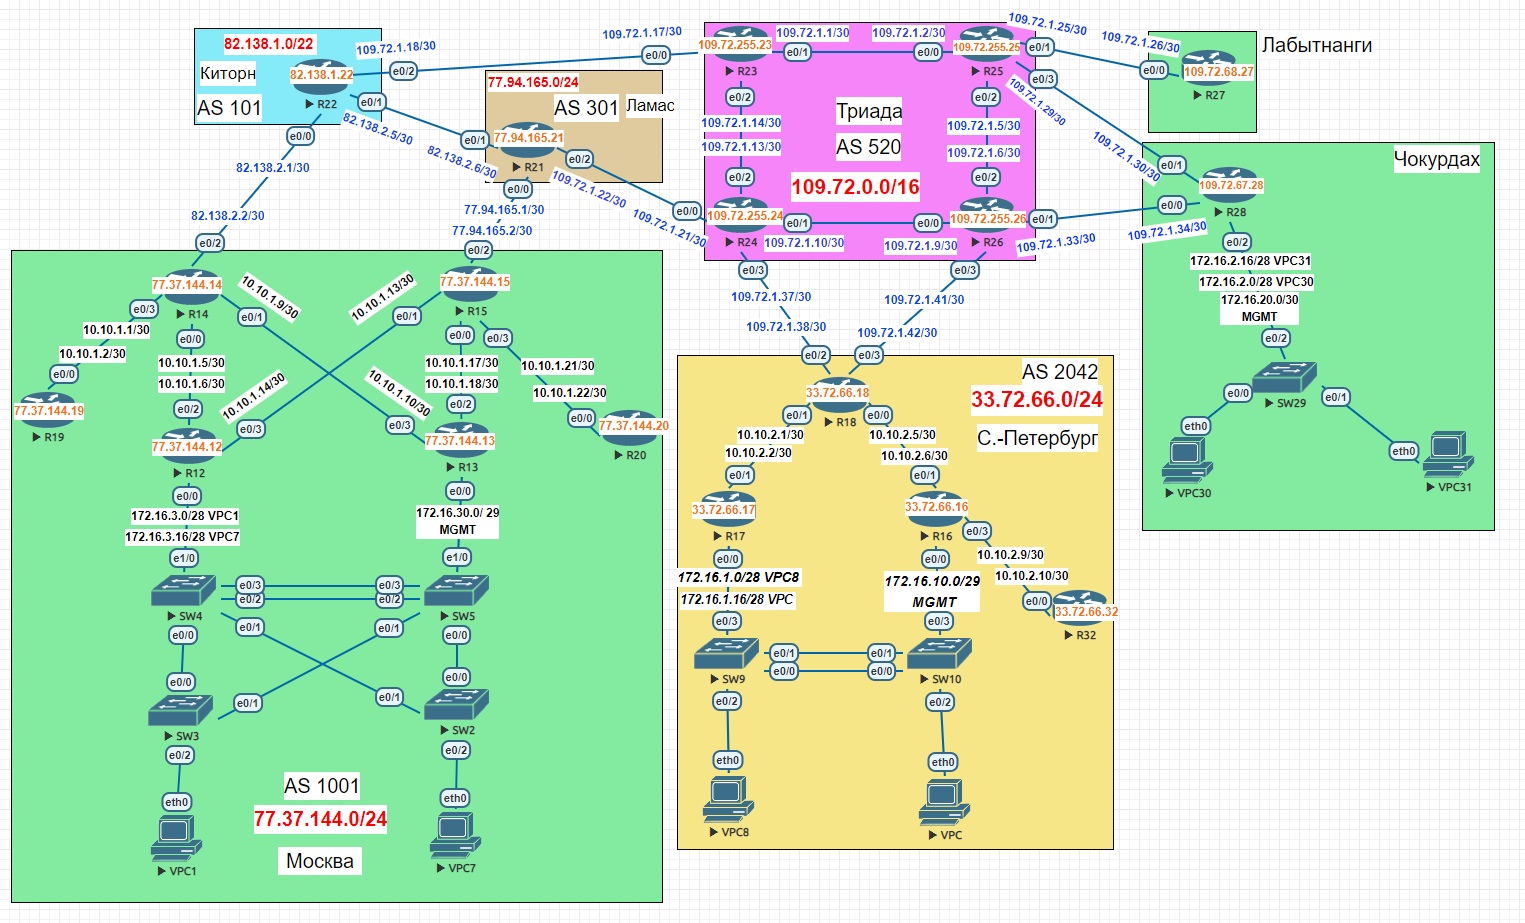 82.138.1.0/22
Киторн
AS 101
82.138.1.22
R22
e0/2
109.72.1.18/30
e0/1
82.138.2.5/30
e0/0
82.138.2.1/30
82.138.2.2/30
e0/2
77.94.165.0/24
AS 301
Ламас
77.94.165.21
R21
e0/1
82.138.2.6/30
e0/2
109.72.1.22/30
e0/0
77.94.165.1/30
77.94.165.2/30
e0/2
109.72.1.17/30
e0/0
109.72.255.23
R23
e0/1
109.72.1.1/30
109.72.1.2/30
e0/0
109.72.255.25
R25
e0/1
109.72.1.25/30
109.72.1.26/30
e0/0
109.72.68.27
R27
Лабытнанги
e0/3
109.72.1.29/30
109.72.1.30/30
e0/1
e0/2
109.72.1.14/30
109.72.1.13/30
e0/2
Триада
AS 520
109.72.0.0/16
e0/2
109.72.1.5/30
109.72.1.6/30
e0/2
e0/0
109.72.1.21/30
109.72.255.24
R24
e0/1
109.72.1.10/30
e0/0
109.72.1.9/30
109.72.255.26
R26
e0/1
109.72.1.33/30
109.72.1.34/30
e0/0
Чокурдах
109.72.67.28
R28
e0/2
172.16.2.16/28 VPC31
172.16.2.0/28 VPC30
172.16.20.0/30
MGMT
e0/2
SW29
e0/0
e0/1
eth0
eth0
VPC30
VPC31
e0/3
109.72.1.37/30
109.72.1.38/30
e0/2
e0/3
109.72.1.41/30
109.72.1.42/30
e0/3
AS 2042
33.72.66.0/24
С.-Петербург
33.72.66.18
R18
e0/1
e0/0
10.10.2.1/30
10.10.2.2/30
e0/1
10.10.2.5/30
10.10.2.6/30
e0/1
33.72.66.17
R17
33.72.66.16
R16
e0/3
10.10.2.9/30
10.10.2.10/30
e0/0
33.72.66.32
R32
e0/0
172.16.1.0/28 VPC8
172.16.1.16/28 VPC
e0/3
e0/0
172.16.10.0/29
MGMT
e0/3
SW9
e0/1
e0/1
e0/0
e0/0
SW10
e0/2
e0/2
eth0
eth0
VPC8
VPC
77.37.144.14
R14
e0/3
10.10.1.1/30
10.10.1.2/30
e0/0
77.37.144.19
R19
e0/0
10.10.1.5/30
10.10.1.6/30
e0/2
e0/1
10.10.1.9/30
10.10.1.10/30
e0/3
77.37.144.15
R15
e0/1
10.10.1.13/30
10.10.1.14/30
e0/3
e0/0
10.10.1.17/30
10.10.1.18/30
e0/2
e0/3
10.10.1.21/30
10.10.1.22/30
e0/0
77.37.144.20
R20
77.37.144.12
R12
77.37.144.13
R13
e0/0
172.16.3.0/28 VPC1
172.16.3.16/28 VPC7
e1/0
e0/0
172.16.30.0/ 29
MGMT
e1/0
SW4
e0/3
e0/3
e0/2
e0/2
SW5
e0/0
e0/1
e0/1
e0/0
e0/0
e0/1
e0/1
e0/0
SW3
SW2
e0/2
e0/2
eth0
eth0
VPC1
VPC7
AS 1001
77.37.144.0/24
Москва